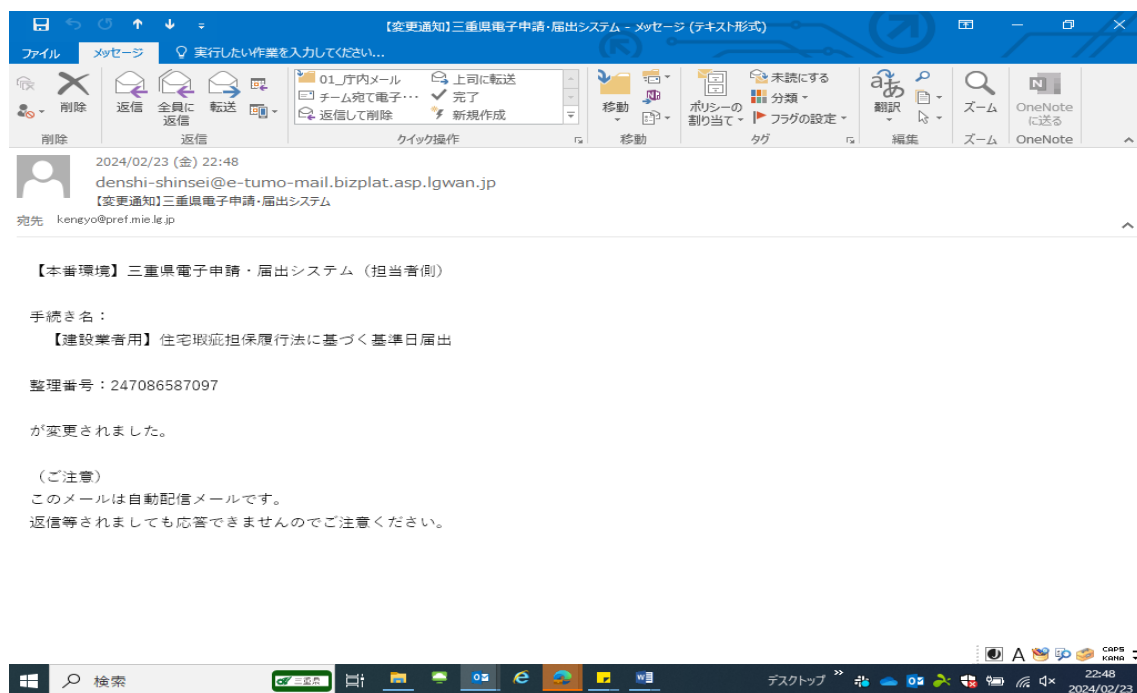 【変更通知】三重県電子申請・届出システム - メッセージ (テキスト形式)
ファイル メッセージ 実行したい作業を入力してください...
削除
返信 全員に返信 転送
01_庁内メール 上司に転送
チーム宛て電子… 完了
返信して削除 新規作成
移動
ポリシーの割り当て
未読にする
分類
フラグの設定
翻訳
ズーム
OneNoteに送る
削除 返信 クイック操作 移動 タグ 編集 ズーム OneNote
2024/02/23 (金) 22:48
denshi-shinsei@e-tumo-mail.bizplat.asp.lgwan.jp
【変更通知】三重県電子申請・届出システム
宛先 kengyo@pref.mie.lg.jp
【本番環境】三重県電子申請・届出システム（担当者側）
手続き名：
【建設業者用】住宅瑕疵担保履行法に基づく基準日届出
整理番号：247086587097
が変更されました。
（ご注意）
このメールは自動配信メールです。
返信等されましても応答できませんのでご注意ください。
A CAPS KANA
検索 三重県 デスクトップ 22:48
2024/02/23